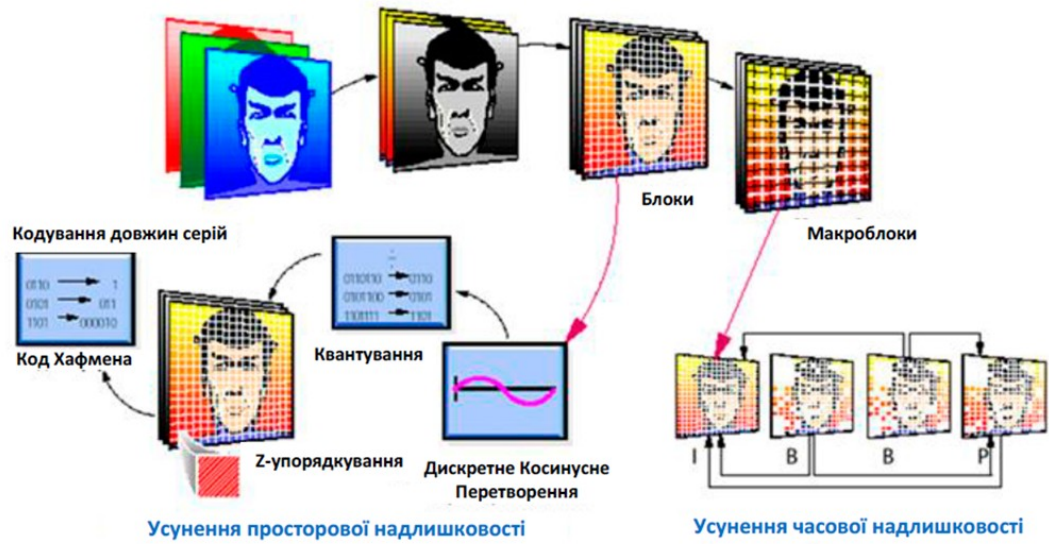 Блоки
Макроблоки
Кодування довжин серій
0110 1
0101 011
1101 000010
Код Хафмена
0110110 0110
0101100 0101
1101111 1101
Квантування
Z-упорядкування
Дискретне Косинусне
Перетворення
I B B P
Усунення просторової надлишковості
Усунення часової надлишковості